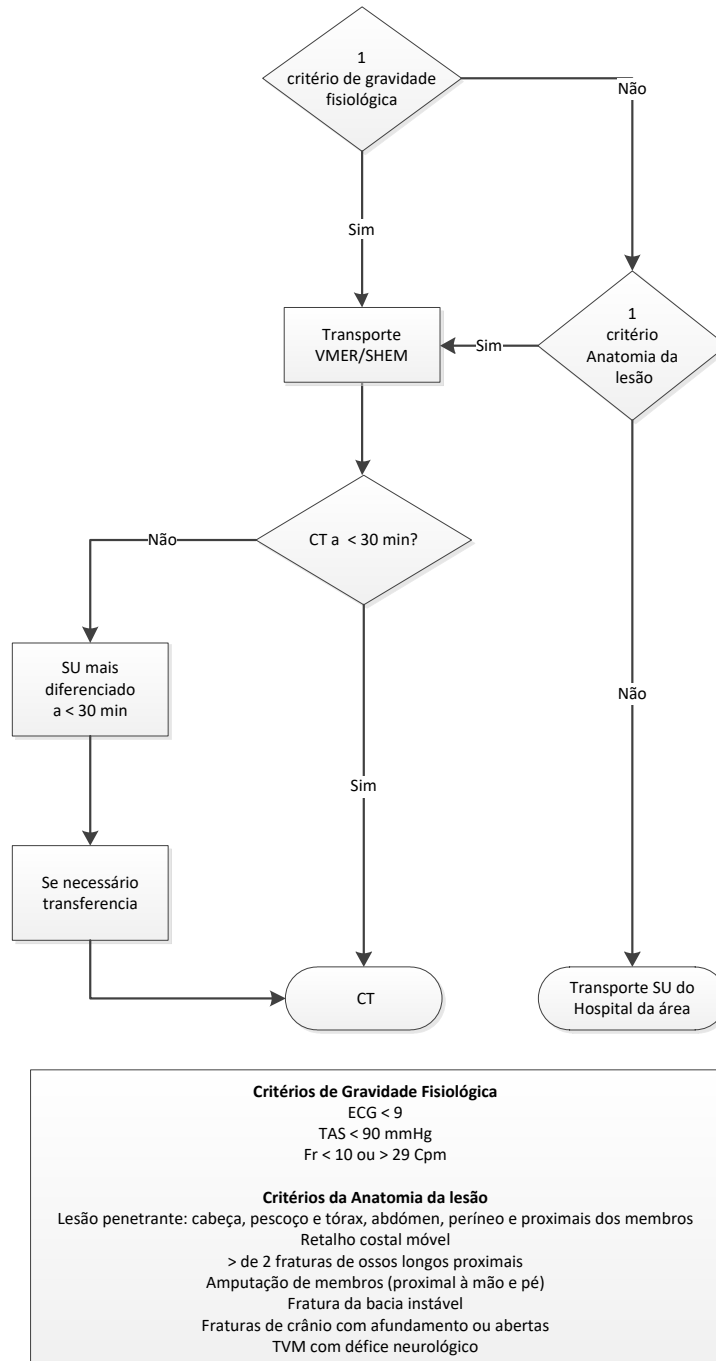 1
critério de gravidade
fisiológica
Não
Sim
1
critério
Anatomia da
lesão
Transporte
VMER/SHEM
Sim
CT a < 30 min?
Não
SU mais
diferenciado
a < 30 min
Não
Sim
Se necessário
transferencia
CT
Transporte SU do
Hospital da área
Critérios de Gravidade Fisiológica
ECG < 9
TAS < 90 mmHg
Fr < 10 ou > 29 Cpm
Critérios da Anatomia da lesão
Lesão penetrante: cabeça, pescoço e tórax, abdómen, períneo e proximais dos membros
Retalho costal móvel
> de 2 fraturas de ossos longos proximais
Amputação de membros (proximal à mão e pé)
Fratura da bacia instável
Fraturas de crânio com afundamento ou abertas
TVM com défice neurológico